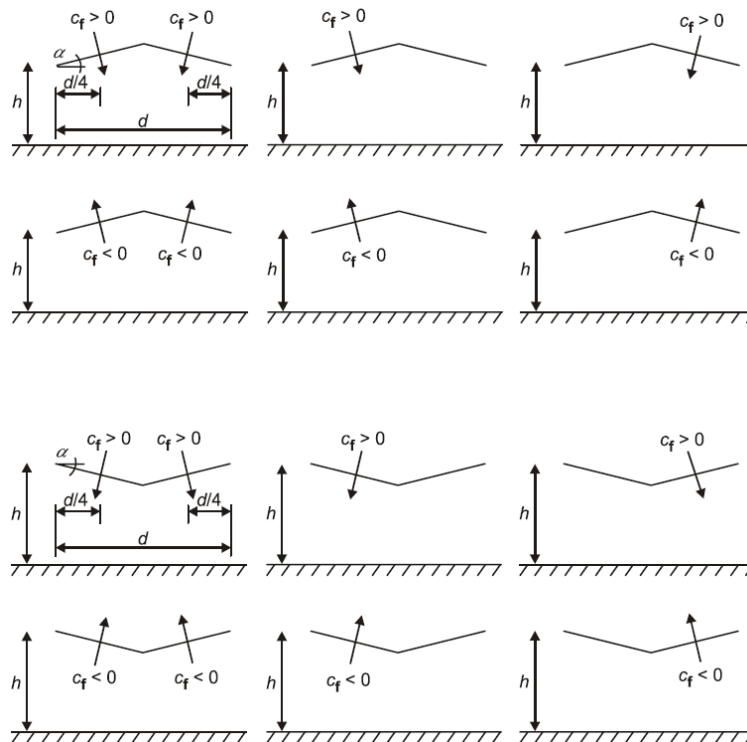 c_f > 0 c_f > 0
α
d/4 d/4
h
d
c_f > 0
h
c_f > 0
h
h
c_f < 0 c_f < 0
h
c_f < 0
h
c_f < 0
c_f > 0 c_f > 0
α
d/4 d/4
h
d
c_f > 0
h
c_f > 0
h
h
c_f < 0 c_f < 0
h
c_f < 0
h
c_f < 0